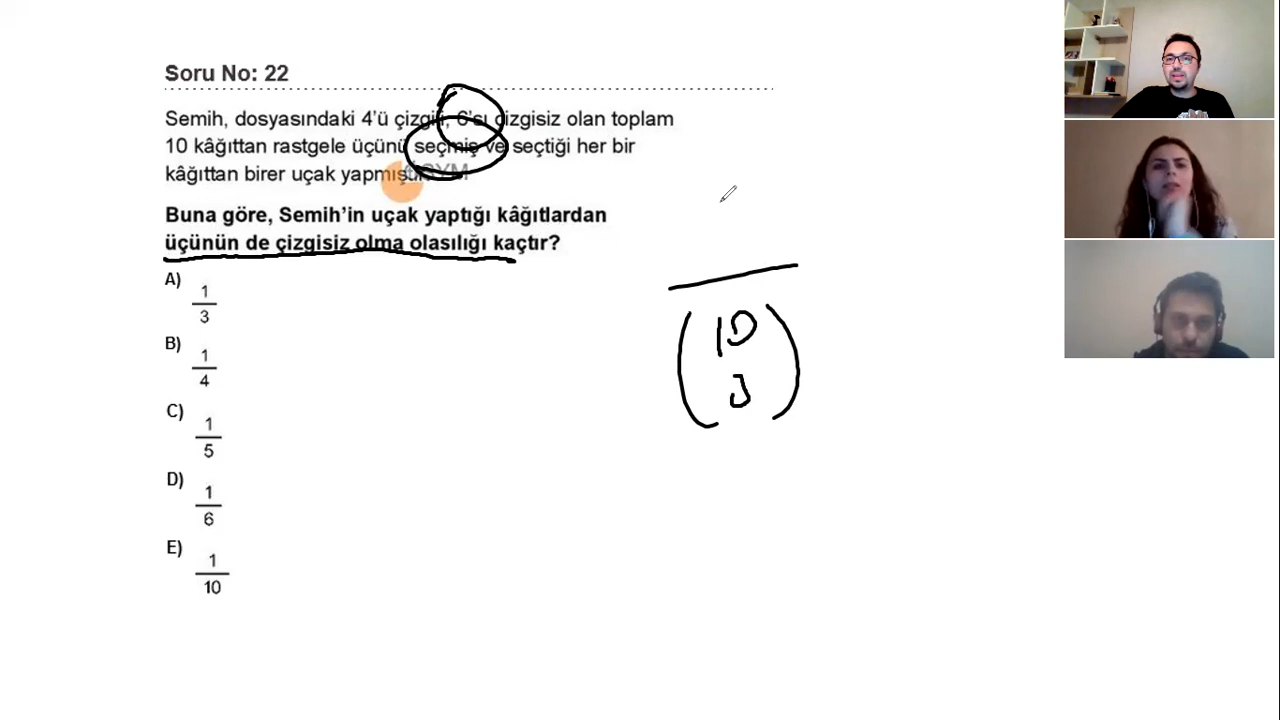 Soru No: 22
Semih, dosyasındaki 4'ü çizgili, 6'sı çizgisiz olan toplam
10 kâğıttan rastgele üçünü seçmiş ve seçtiği her bir
kâğıttan birer uçak yapmıştır.
Buna göre, Semih'in uçak yaptığı kâğıtlardan
üçünün de çizgisiz olma olasılığı kaçtır?
A) 1
3
B) 1
4
C) 1
5
D) 1
6
E) 1
10
10
3